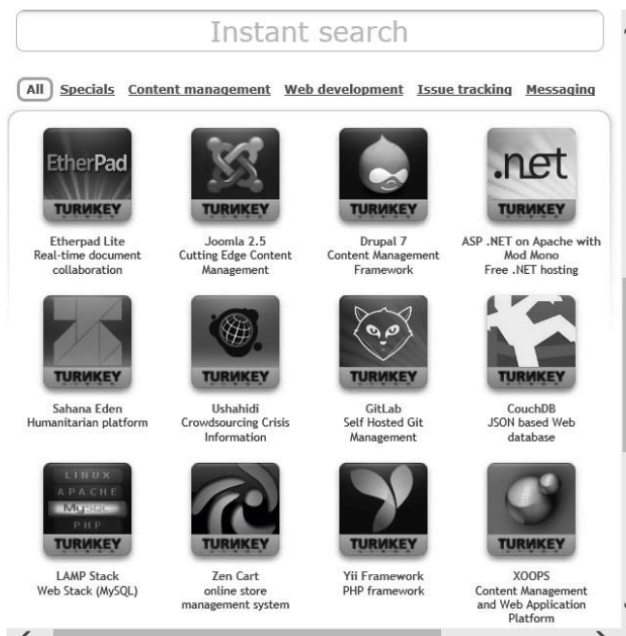 Instant search
All Specials Content management Web development Issue tracking Messaging
EtherPad
TURNKEY
Etherpad Lite
Real-time document
collaboration
TURNKEY
Joomla 2.5
Cutting Edge Content
Management
TURNKEY
Drupal 7
Content Management
Framework
.net
TURNKEY
ASP .NET on Apache with
Mod Mono
Free .NET hosting
TURNKEY
Sahana Eden
Humanitarian platform
TURNKEY
Ushahidi
Crowdsourcing Crisis
Information
TURNKEY
GitLab
Self Hosted Git
Management
TURNKEY
CouchDB
JSON based Web
database
LINUX
APACHE
MySQL
PHP
TURNKEY
LAMP Stack
Web Stack (MySQL)
TURNKEY
Zen Cart
online store
management system
TURNKEY
Yii Framework
PHP framework
TURNKEY
XOOPS
Content Management
and Web Application
Platform